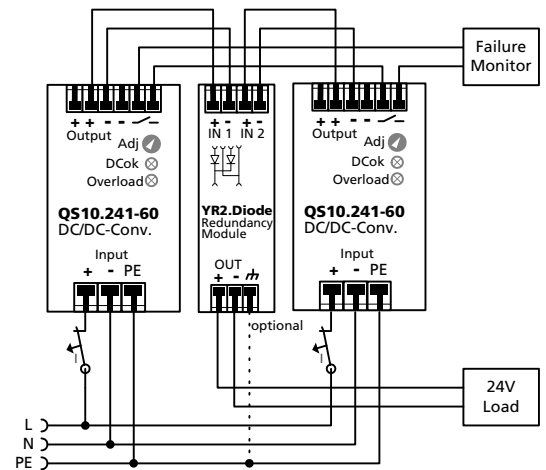 Failure
Monitor
+ + - -
Output
Adj
DCok
Overload
QS10.241-60
DC/DC-Conv.
Input
+ - PE
+ - + -
IN 1 IN 2
YR2.Diode
Redundancy
Module
OUT
+ -
optional
+ + - -
Output
Adj
DCok
Overload
QS10.241-60
DC/DC-Conv.
Input
+ - PE
I
I
24V
Load
L
N
PE